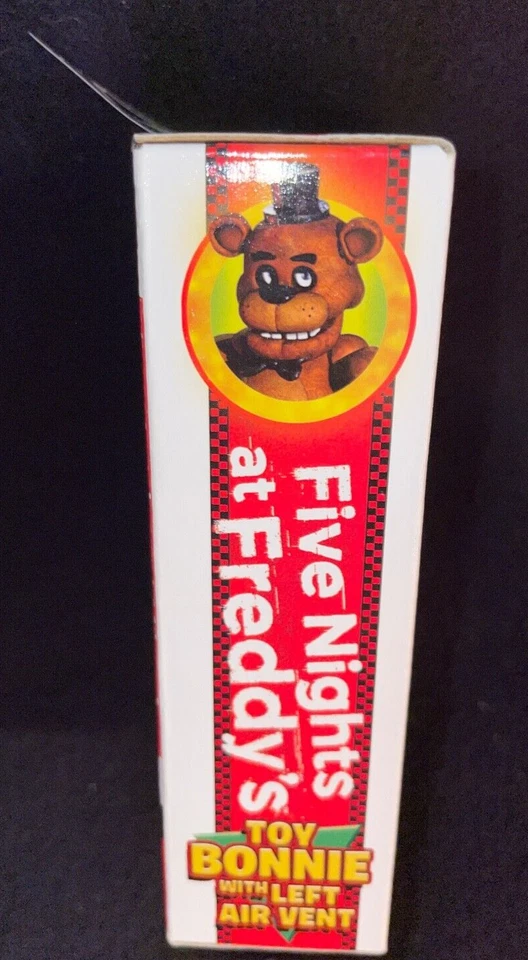 Five Nights
at Freddy's
TOY
BONNIE
WITH LEFT
AIR VENT